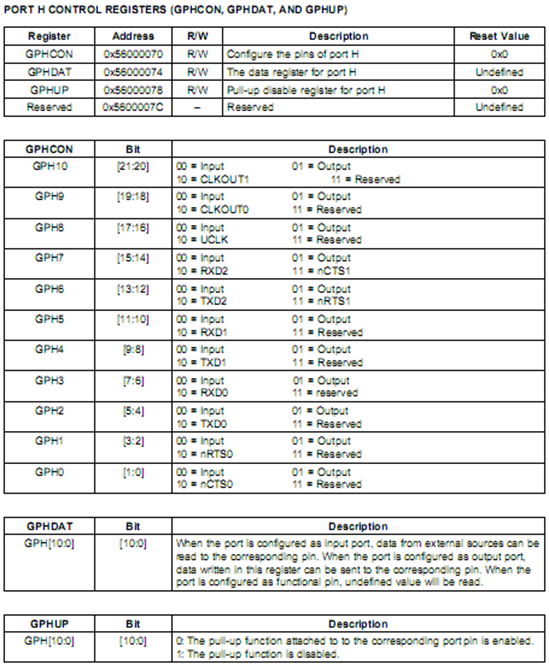 PORT H CONTROL REGISTERS (GPHCON, GPHDAT, AND GPHUP)
Register Address R/W Description Reset Value
GPHCON 0x56000070 R/W Configure the pins of port H 0x0
GPHDAT 0x56000074 R/W The data register for port H Undefined
GPHUP 0x56000078 R/W Pull-up disable register for port H 0x0
Reserved 0x5600007C – Reserved Undefined
GPHCON Bit Description
GPH10 [21:20] 00 = Input 01 = Output
10 = CLKOUT1 11 = Reserved
GPH9 [19:18] 00 = Input 01 = Output
10 = CLKOUT0 11 = Reserved
GPH8 [17:16] 00 = Input 01 = Output
10 = UCLK 11 = Reserved
GPH7 [15:14] 00 = Input 01 = Output
10 = RXD2 11 = nCTS1
GPH6 [13:12] 00 = Input 01 = Output
10 = TXD2 11 = nRTS1
GPH5 [11:10] 00 = Input 01 = Output
10 = RXD1 11 = Reserved
GPH4 [9:8] 00 = Input 01 = Output
10 = TXD1 11 = Reserved
GPH3 [7:6] 00 = Input 01 = Output
10 = RXD0 11 = reserved
GPH2 [5:4] 00 = Input 01 = Output
10 = TXD0 11 = Reserved
GPH1 [3:2] 00 = Input 01 = Output
10 = nRTS0 11 = Reserved
GPH0 [1:0] 00 = Input 01 = Output
10 = nCTS0 11 = Reserved
GPHDAT Bit Description
GPH[10:0] [10:0] When the port is configured as input port, data from external sources can be
read to the corresponding pin. When the port is configured as output port,
data written in this register can be sent to the corresponding pin. When the
port is configured as functional pin, undefined value will be read.
GPHUP Bit Description
GPH[10:0] [10:0] 0: The pull-up function attached to to the corresponding port pin is enabled.
1: The pull-up function is disabled.